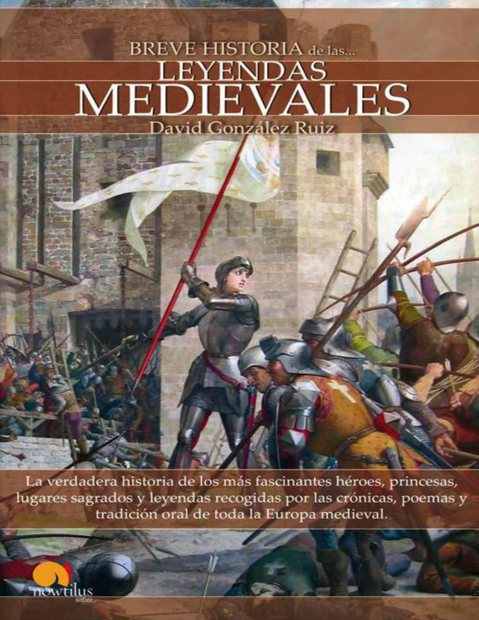 BREVE HISTORIA de las...
LEYENDAS
MEDIEVALES
David González Ruiz
La verdadera historia de los más fascinantes héroes, princesas,
lugares sagrados y leyendas recogidas por las crónicas, poemas y
tradición oral de toda la Europa medieval.
nowtilus
saber